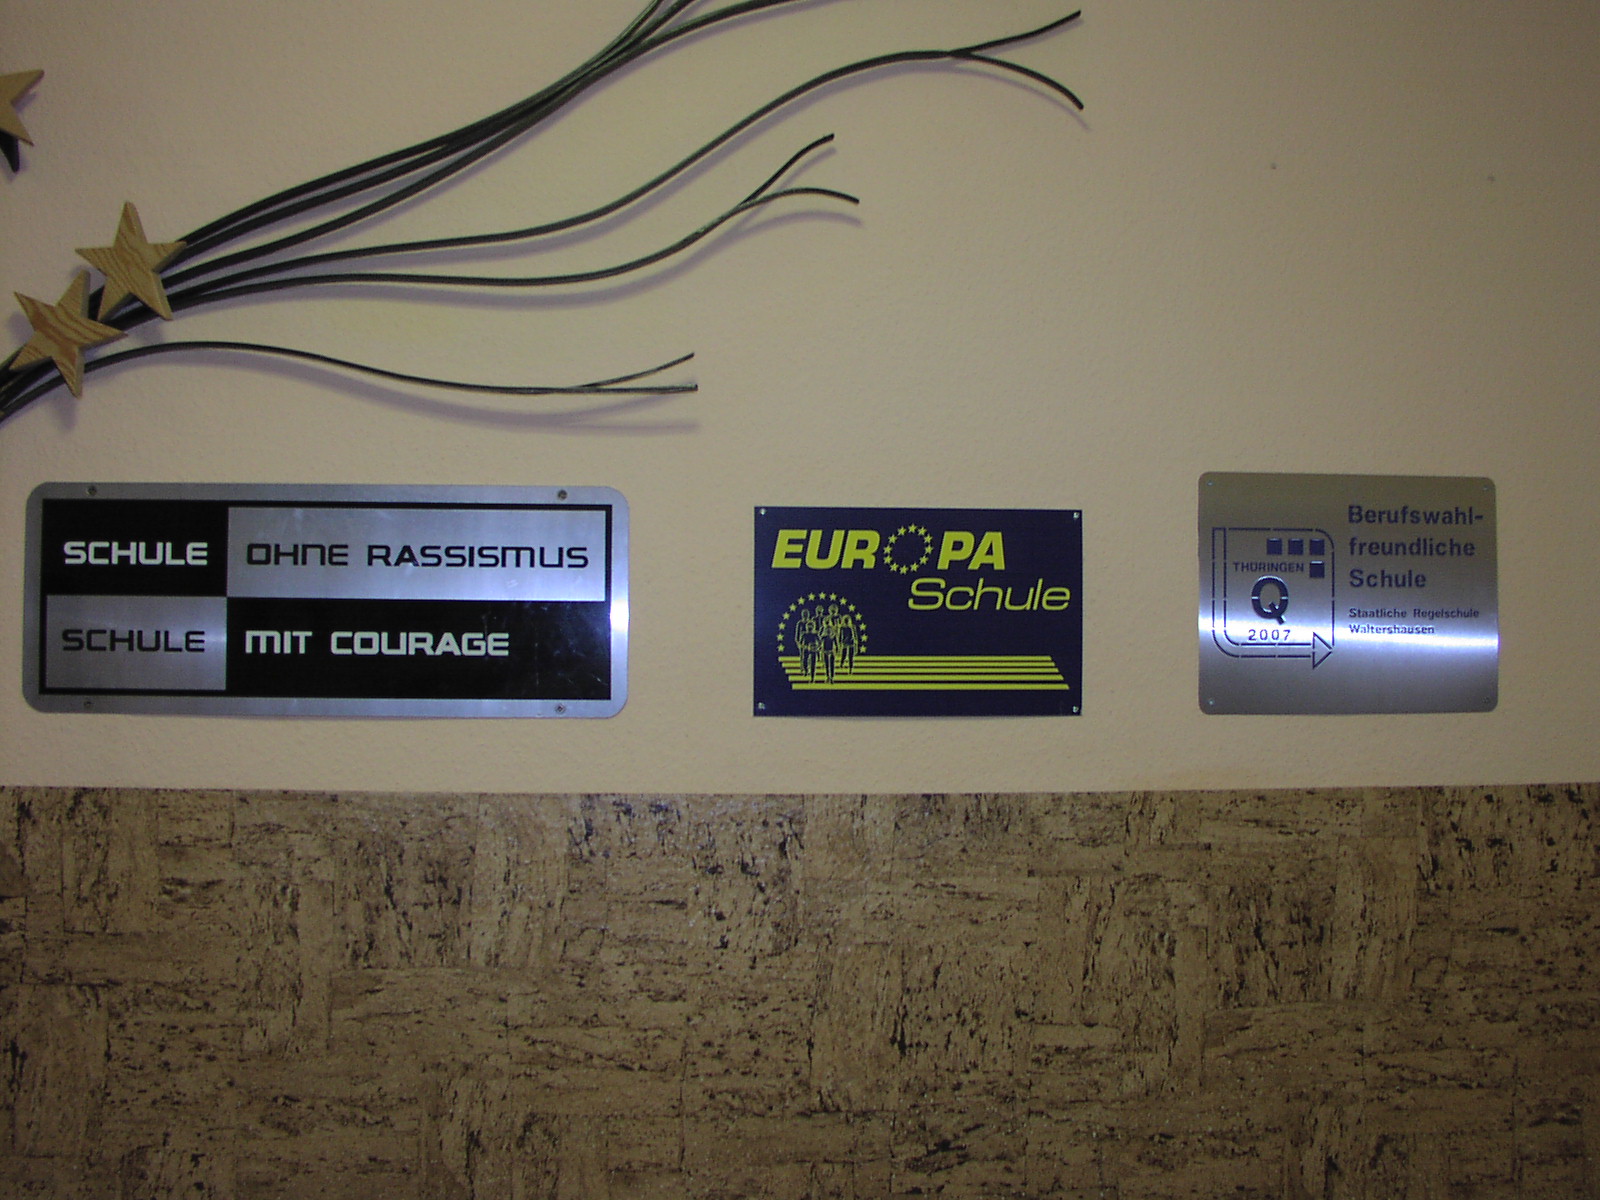 SCHULE OHNE RASSISMUS
SCHULE MIT COURAGE
EUROPA
Schule
Berufswahl-
freundliche
Schule
Staatliche Regelschule
Waltershausen
THÜRINGEN
Q
2007